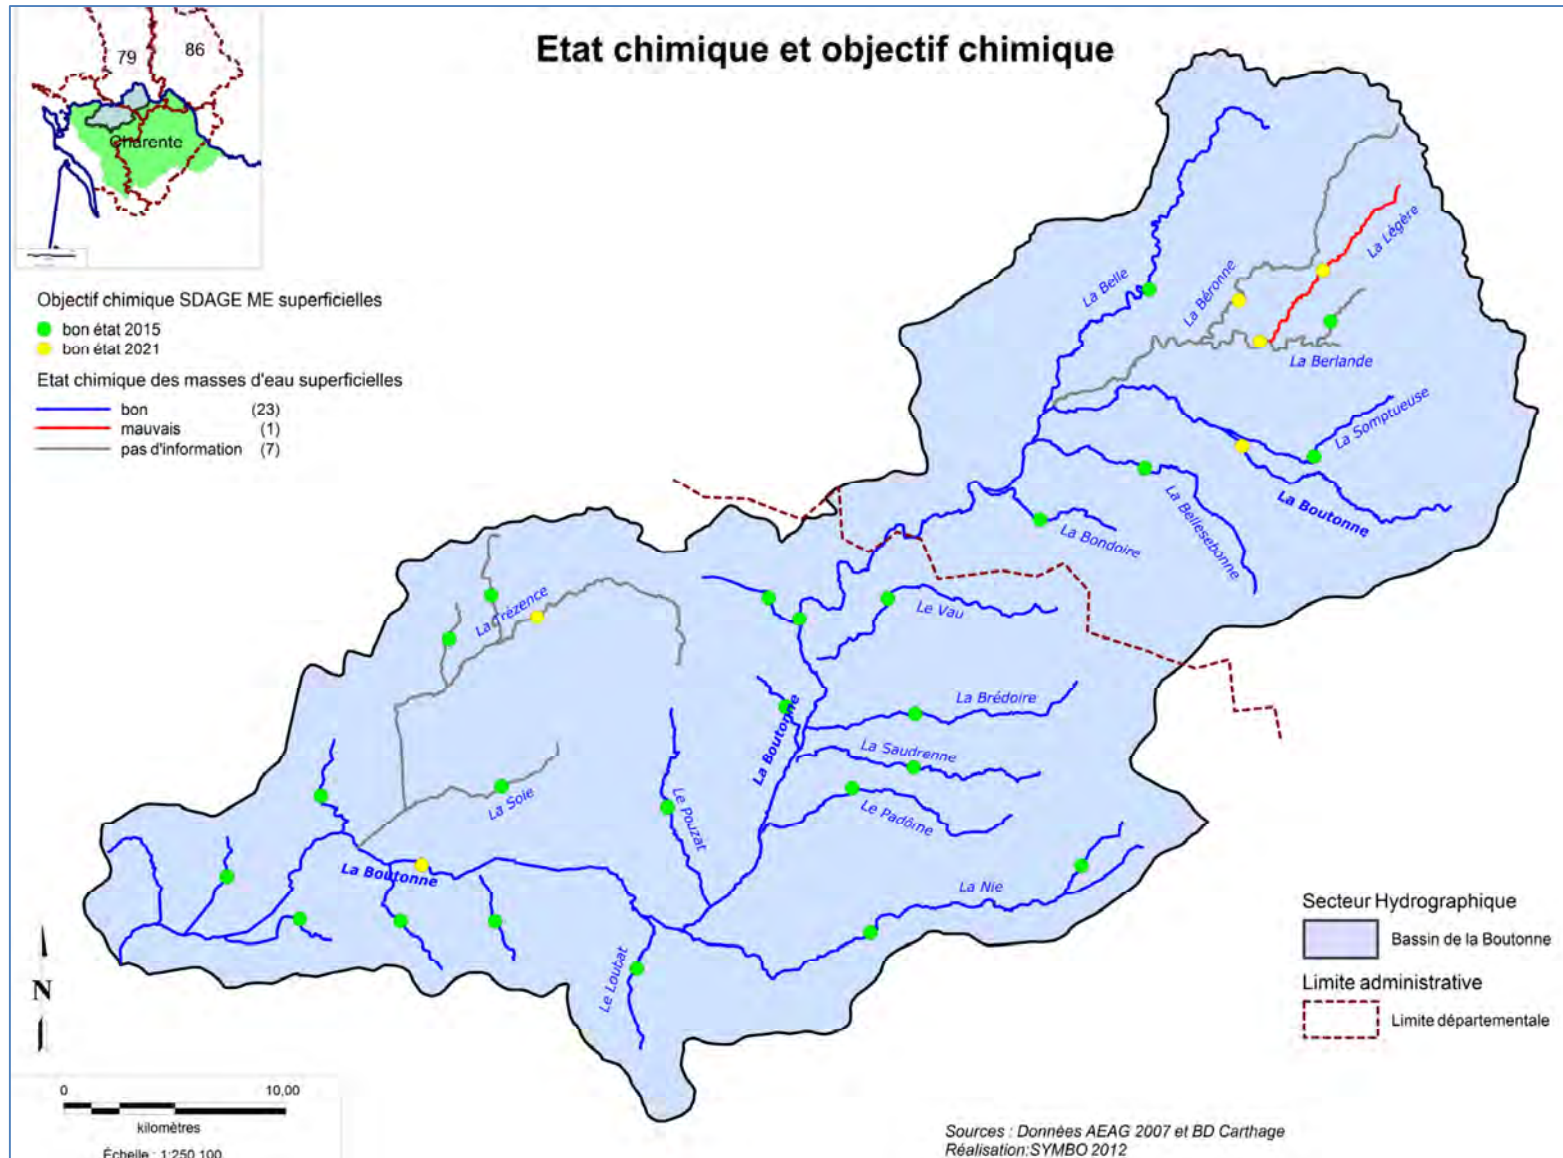 Etat chimique et objectif chimique
79
86
Charente
Objectif chimique SDAGE ME superficielles
bon état 2015
bon état 2021
Etat chimique des masses d'eau superficielles
bon (23)
mauvais (1)
pas d'information (7)
La Belle
La Béronne
La Légère
La Berlande
La Somptueuse
La Boutonne
La Bellesebonne
La Bondoire
La Trézence
Le Vau
La Brédoire
La Boutonne
La Saudrenne
Le Padôrne
La Soie
Le Pouzat
La Boutonne
La Nie
Le Loubat
Secteur Hydrographique
Bassin de la Boutonne
Limite administrative
Limite départementale
N
0 10,00
kilomètres
Échelle : 1:250 100
Sources : Données AEAG 2007 et BD Carthage
Réalisation:SYMBO 2012